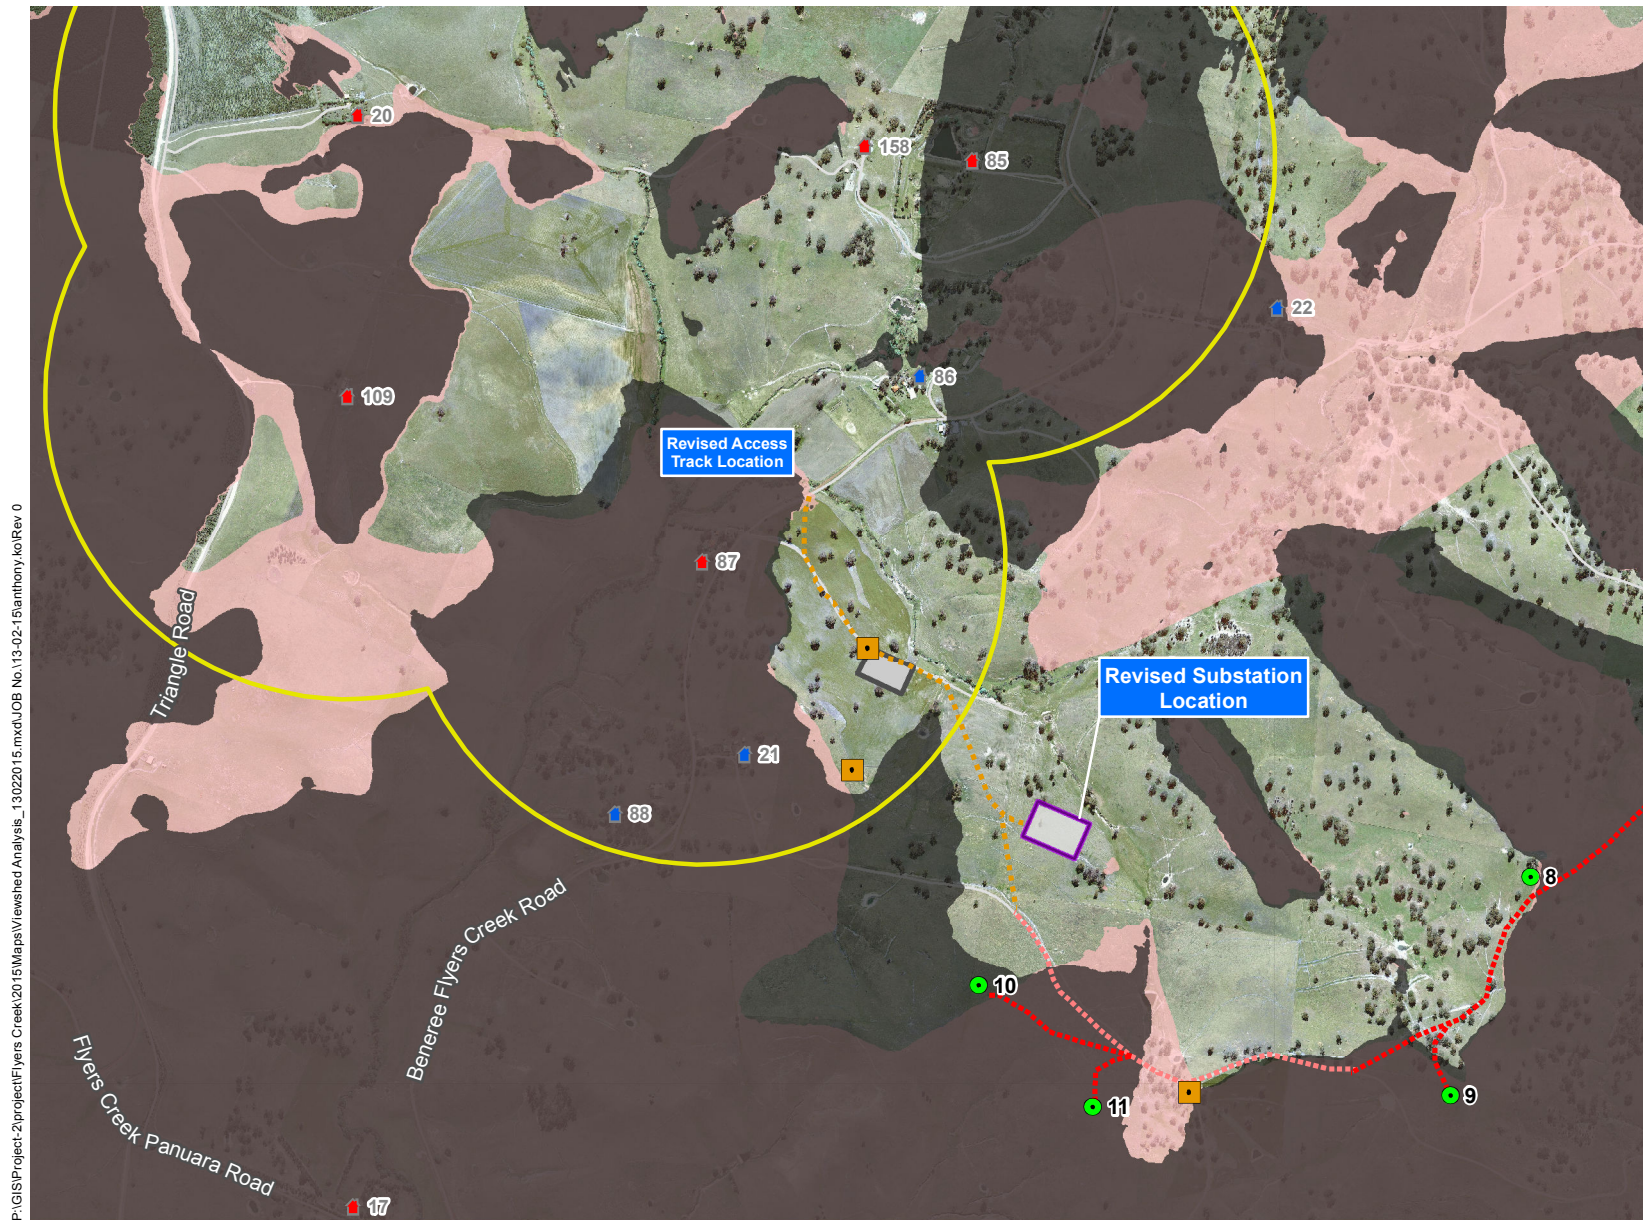 20
158
85
22
86
109
Revised Access
Track Location
87
Revised Substation
Location
Triangle Road
21
88
8
Beneree Flyers Creek Road
10
11
9
Flyers Creek Panuara Road
17
P:\GIS\Project-2\project\Flyers Creek\2015\Maps\Viewshed Analysis_13022015.mxd\JOB No.\13-02-15\anthony.ko\Rev 0